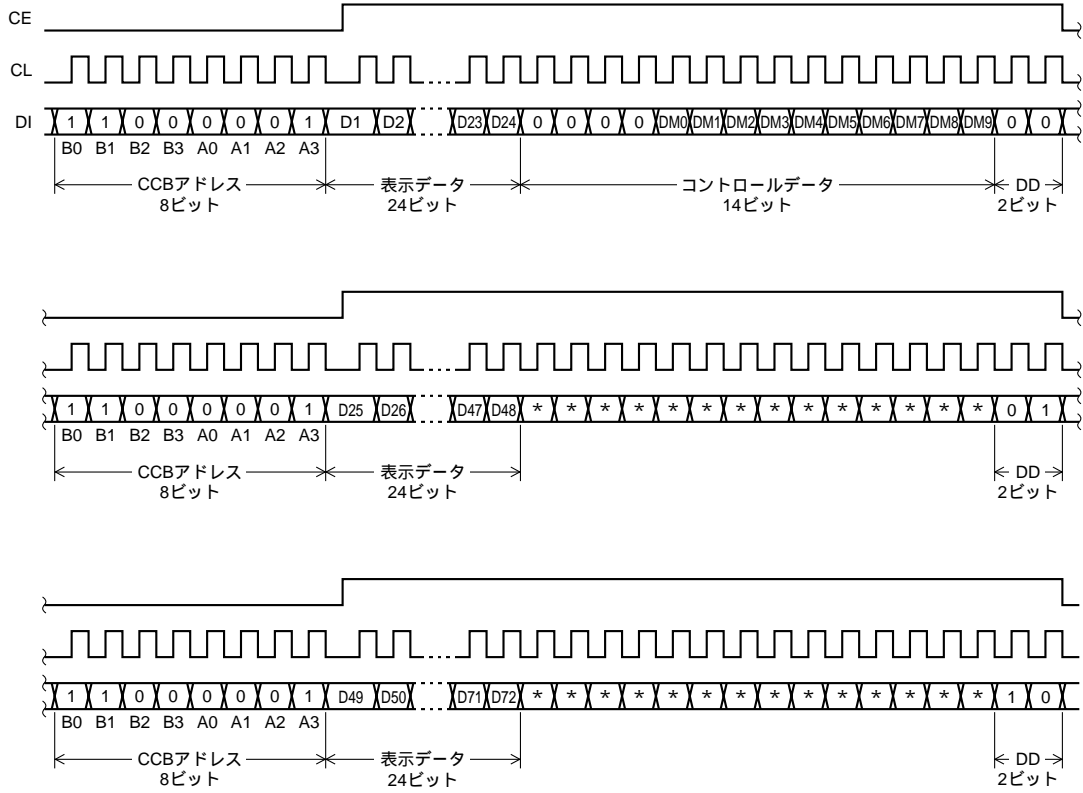 CE
CL
DI 1 1 0 0 0 0 0 1 D1 D2 D23 D24 0 0 0 0 DM0 DM1 DM2 DM3 DM4 DM5 DM6 DM7 DM8 DM9 0 0
B0 B1 B2 B3 A0 A1 A2 A3
CCBアドレス 表示データ コントロールデータ DD
8ビット 24ビット 14ビット 2ビット
1 1 0 0 0 0 0 1 D25 D26 D47 D48 * * * * * * * * * * * * * * 0 1
B0 B1 B2 B3 A0 A1 A2 A3
CCBアドレス 表示データ DD
8ビット 24ビット 2ビット
1 1 0 0 0 0 0 1 D49 D50 D71 D72 * * * * * * * * * * * * * * 1 0
B0 B1 B2 B3 A0 A1 A2 A3
CCBアドレス 表示データ DD
8ビット 24ビット 2ビット